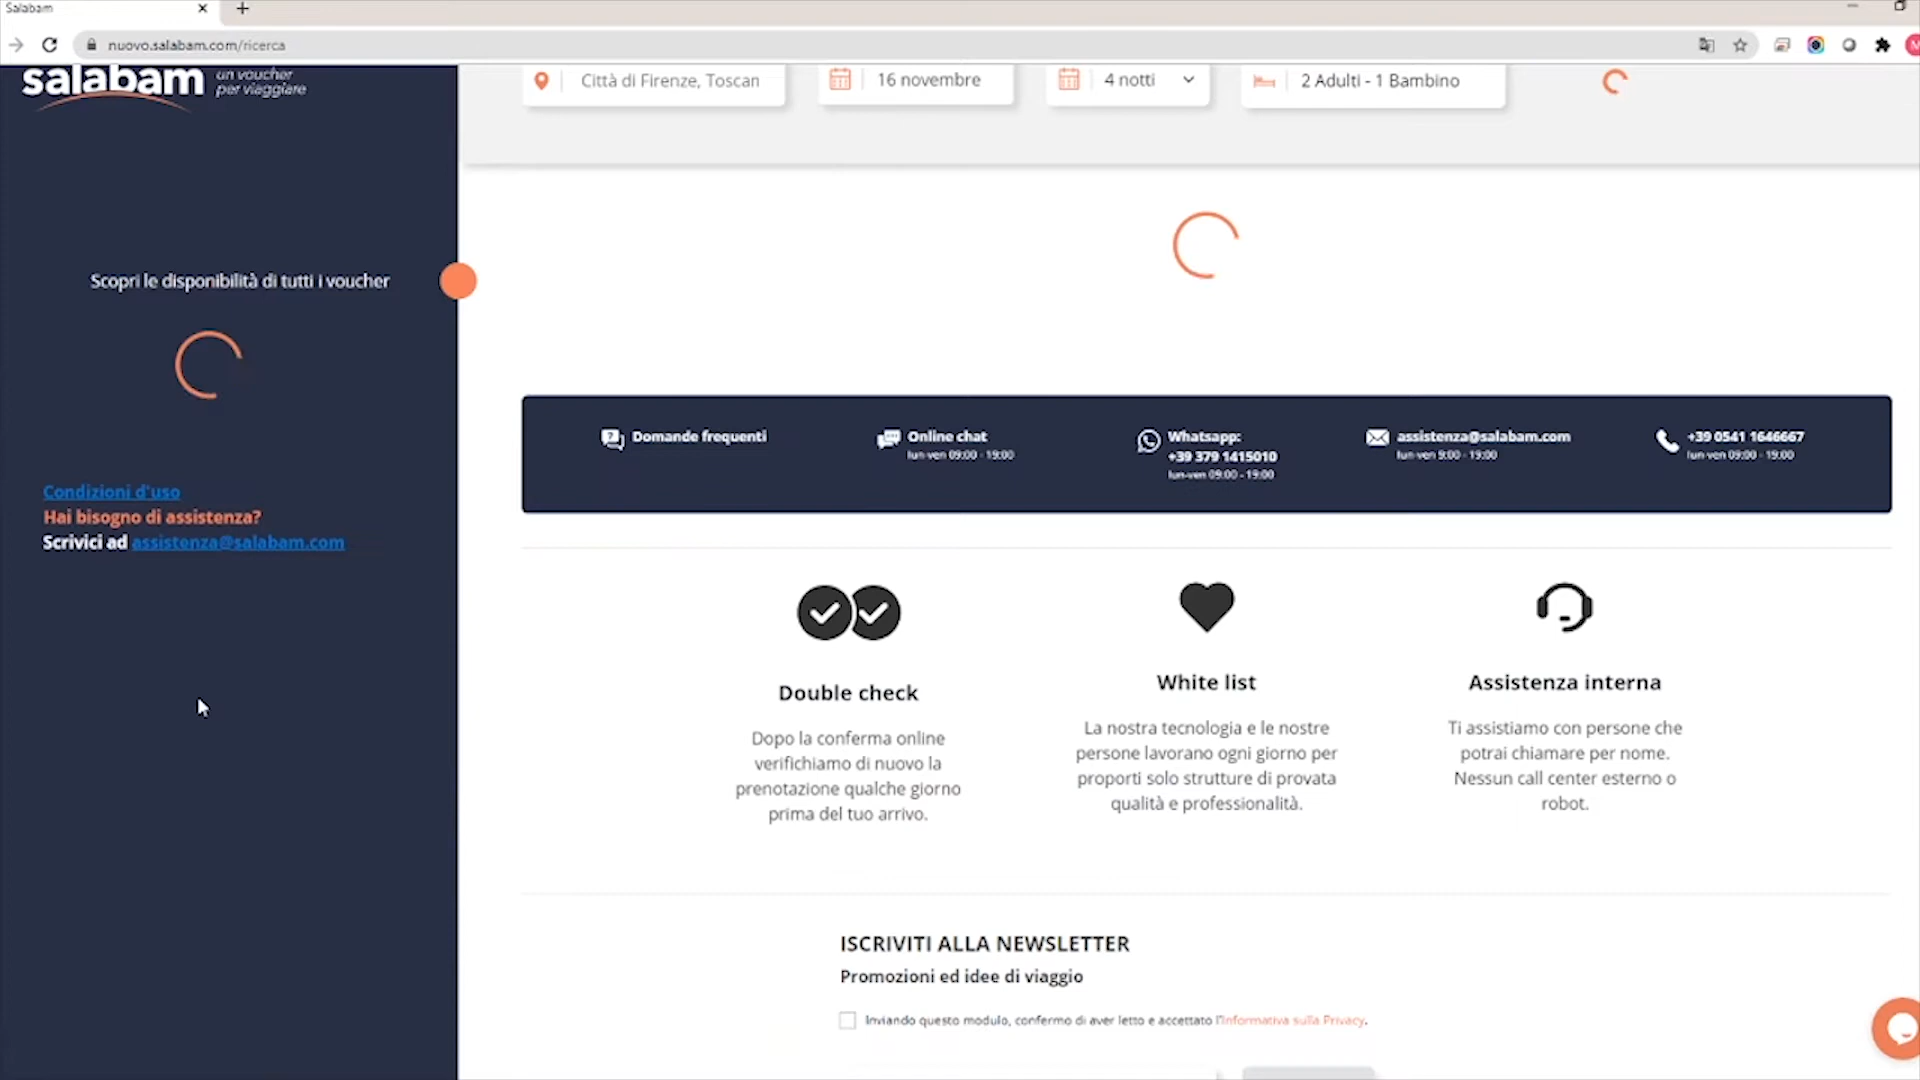 Salabam
nuovo.salabam.com/ricerca
salabam un voucher
per viaggiare
Città di Firenze, Toscan
16 novembre
4 notti
2 Adulti - 1 Bambino
Scopri le disponibilità di tutti i voucher
Condizioni d'uso
Hai bisogno di assistenza?
Scrivici ad assistenza@salabam.com
Domande frequenti
Online chat
lun-ven 09:00 - 19:00
Whatsapp:
+39 379 1415010
lun-ven 09:00 - 19:00
assistenza@salabam.com
lun-ven 9:00 - 19:00
+39 0541 1646667
lun-ven 09:00 - 19:00
Double check
Dopo la conferma online
verifichiamo di nuovo la
prenotazione qualche giorno
prima del tuo arrivo.
White list
La nostra tecnologia e le nostre
persone lavorano ogni giorno per
proporti solo strutture di provata
qualità e professionalità.
Assistenza interna
Ti assistiamo con persone che
potrai chiamare per nome.
Nessun call center esterno o
robot.
ISCRIVITI ALLA NEWSLETTER
Promozioni ed idee di viaggio
Inviando questo modulo, confermo di aver letto e accettato l'Informativa sulla Privacy.